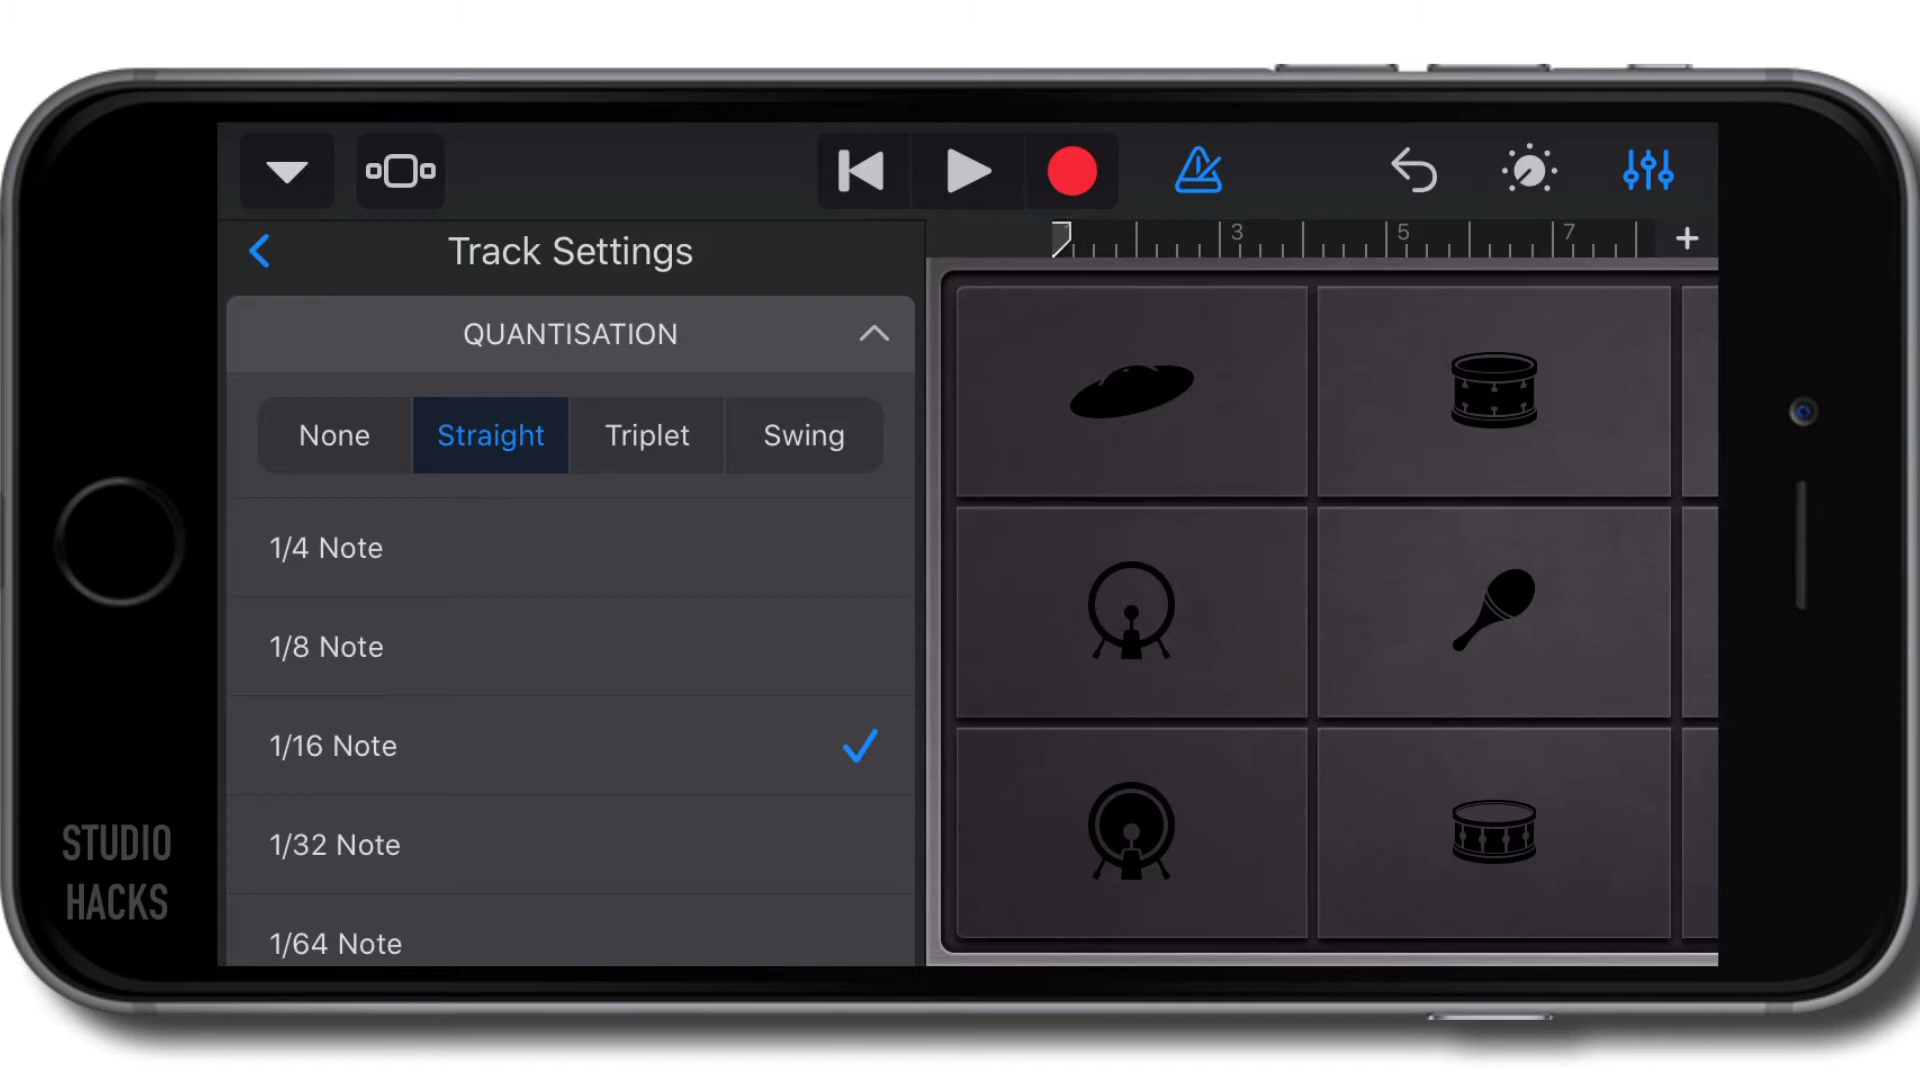 Track Settings
3 5 7 +
QUANTISATION
None Straight Triplet Swing
1/4 Note
1/8 Note
1/16 Note
1/32 Note
1/64 Note
STUDIO
HACKS